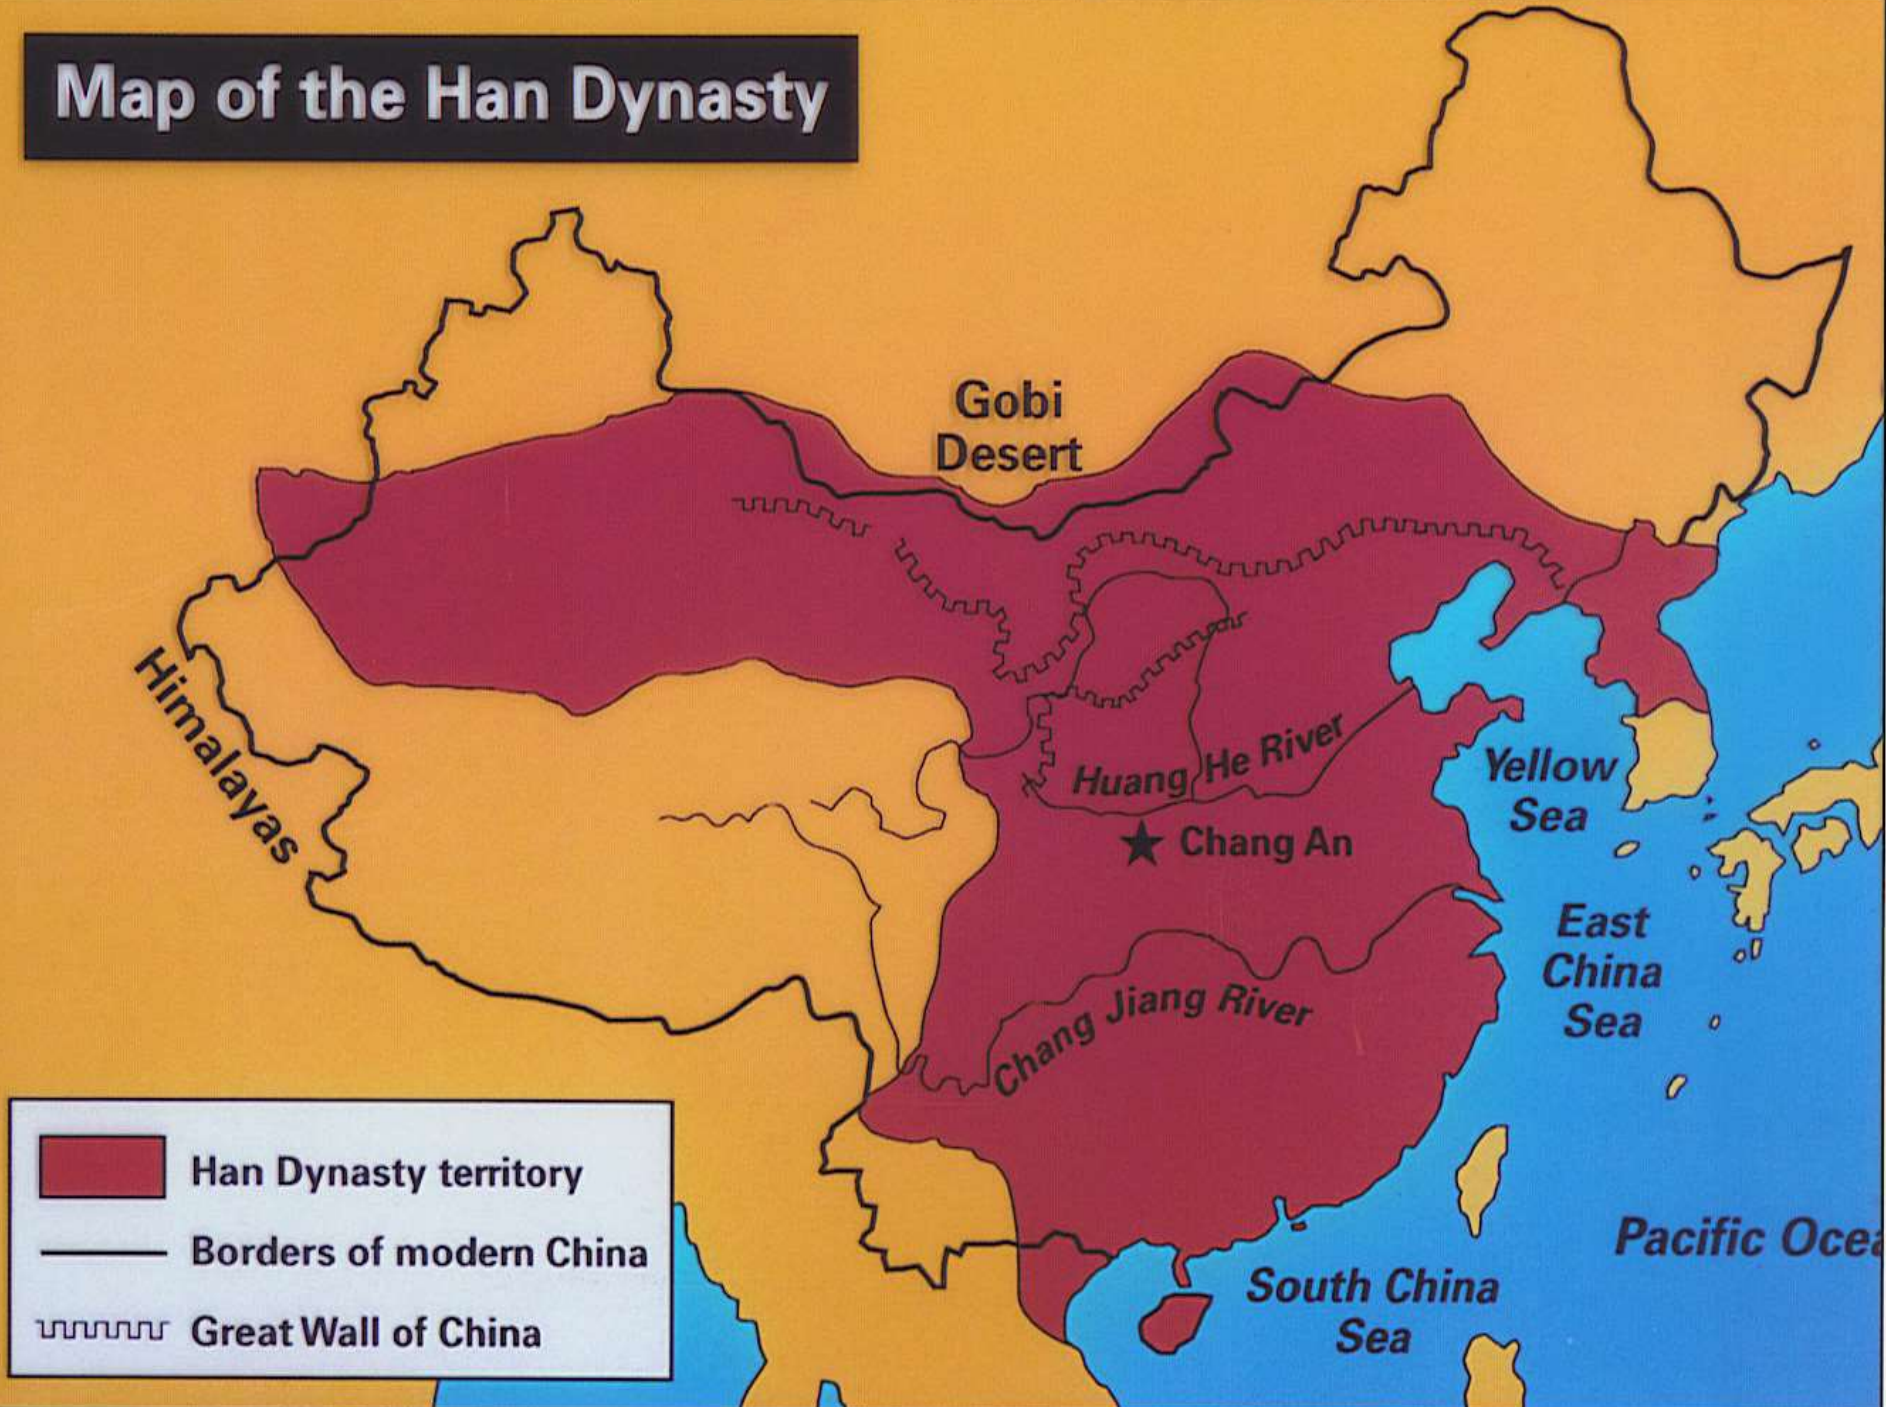 Map of the Han Dynasty
Gobi
Desert
Himalayas
Huang He River
Chang An
Chang Jiang River
Yellow
Sea
East
China
Sea
Pacific Ocea
South China
Sea
Han Dynasty territory
Borders of modern China
Great Wall of China